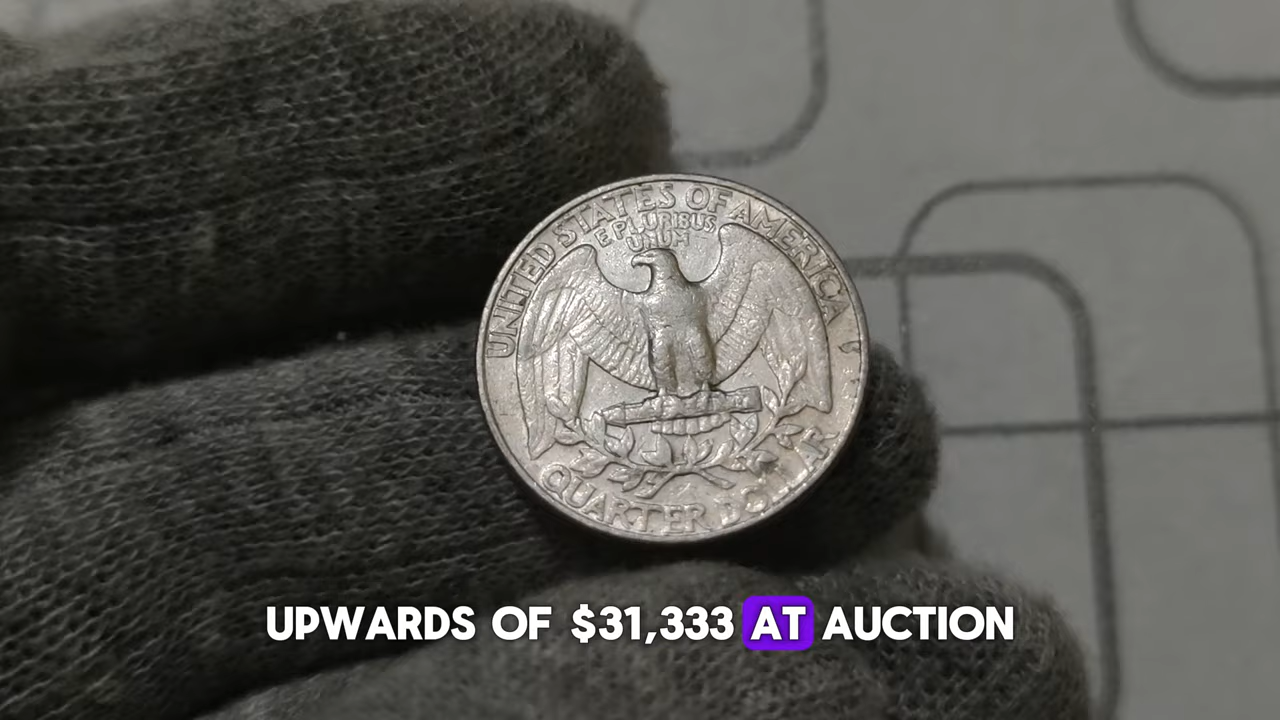 UNITED STATES OF AMERICA
E PLURIBUS
UNUM
QUARTER DOLLAR
UPWARDS OF $31,333 AT AUCTION